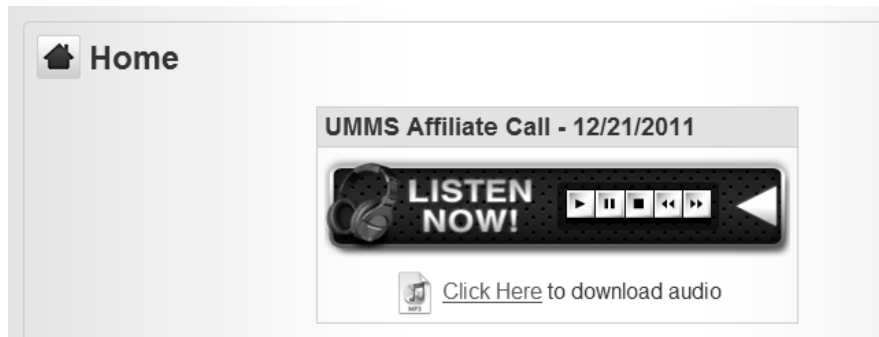 Home
UMMS Affiliate Call - 12/21/2011
LISTEN
NOW!
MP3
Click Here to download audio